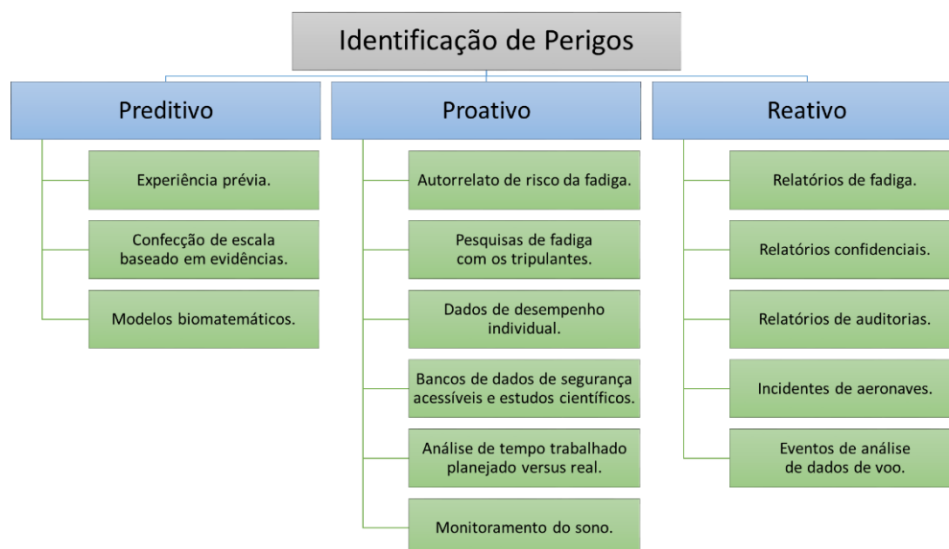 Identificação de Perigos
Preditivo
Experiência prévia.
Confecção de escala
baseado em evidências.
Modelos biomatemáticos.
Proativo
Autorrelato de risco da fadiga.
Pesquisas de fadiga
com os tripulantes.
Dados de desempenho
individual.
Bancos de dados de segurança
acessíveis e estudos científicos.
Análise de tempo trabalhado
planejado versus real.
Monitoramento do sono.
Reativo
Relatórios de fadiga.
Relatórios confidenciais.
Relatórios de auditorias.
Incidentes de aeronaves.
Eventos de análise
de dados de voo.